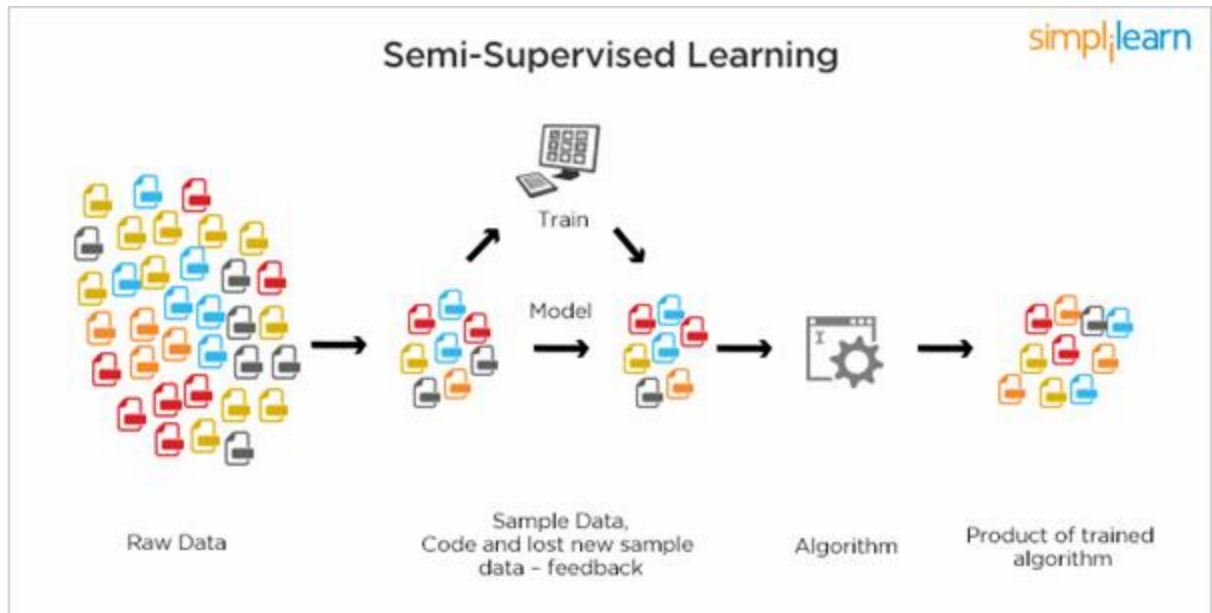 Semi-Supervised Learning
simplilearn
Train
Model
Raw Data
Sample Data,
Code and lost new sample
data – feedback
Algorithm
Product of trained
algorithm